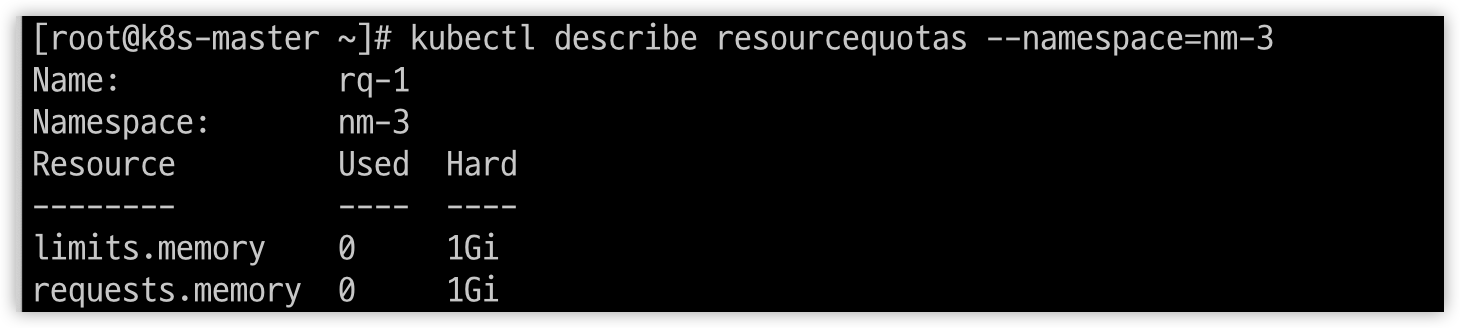 [root@k8s-master ~]# kubectl describe resourcequotas --namespace=nm-3
Name:            rq-1
Namespace:       nm-3
Resource         Used  Hard
--------         ----  ----
limits.memory    0     1Gi
requests.memory  0     1Gi